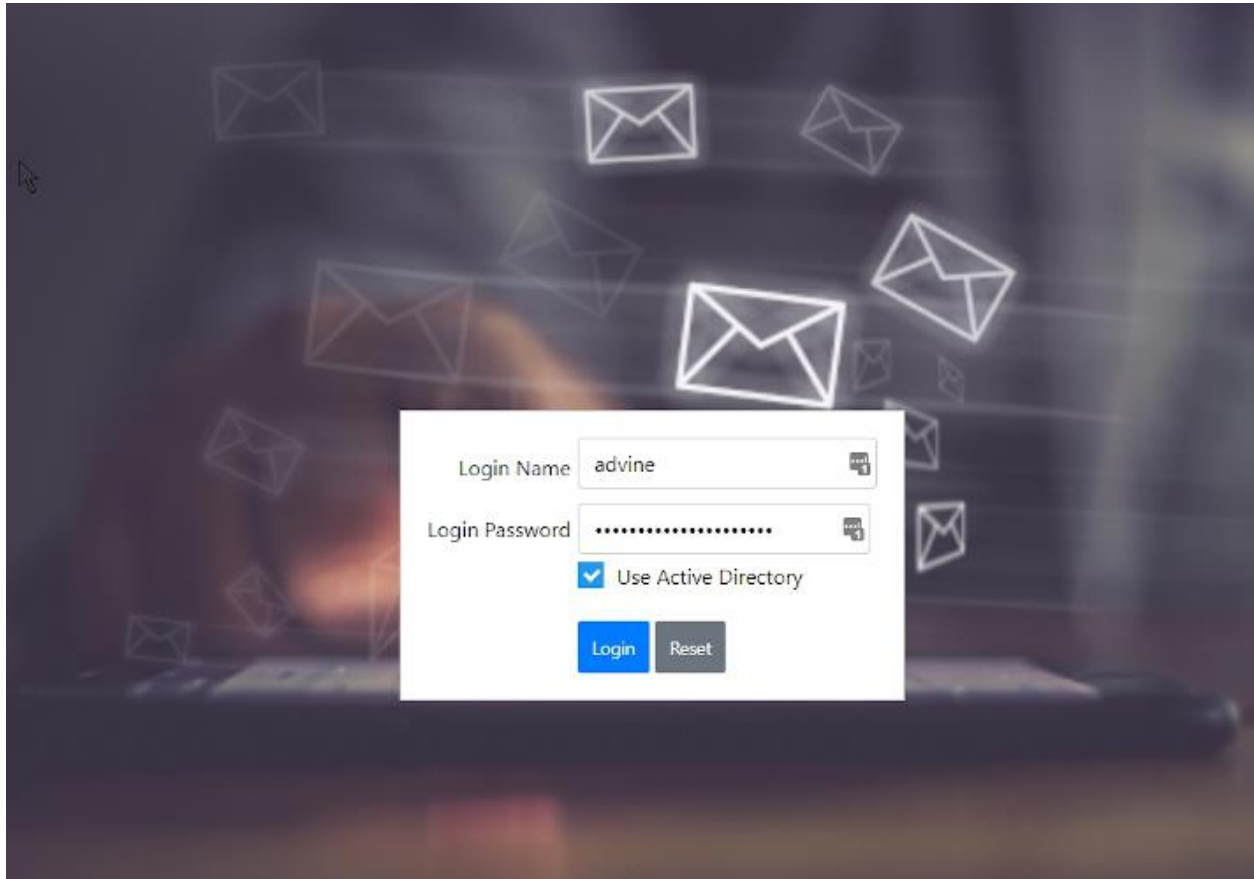 Login Name advine
Login Password •••••••••••••••••••••
Use Active Directory
Login Reset